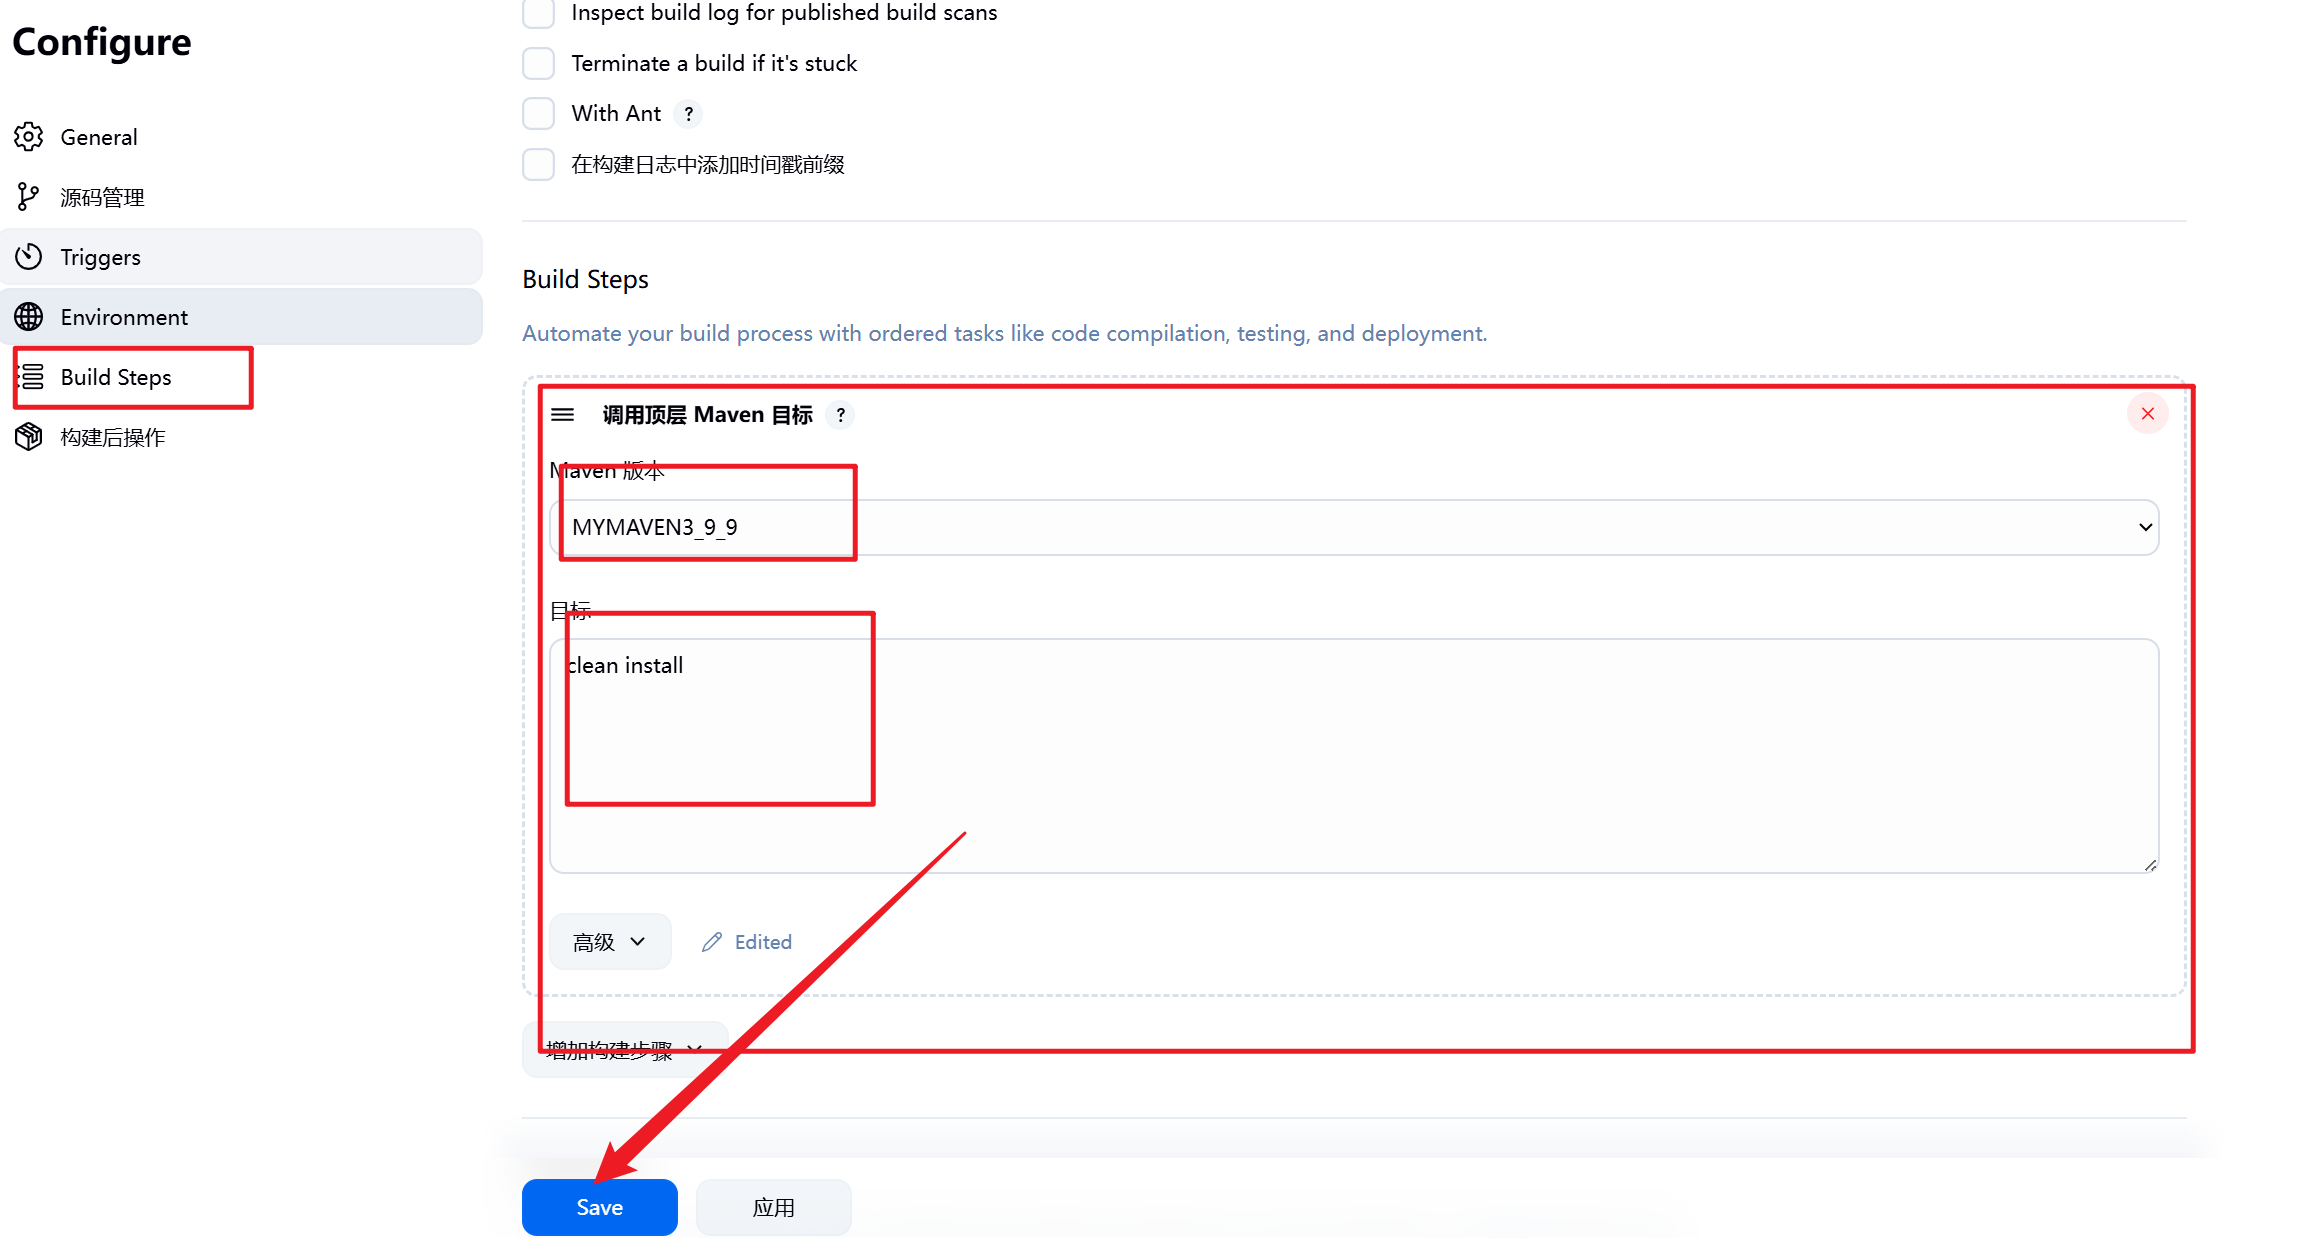 Configure
General
源码管理
Triggers
Environment
Build Steps
构建后操作
Inspect build log for published build scans
Terminate a build if it's stuck
With Ant ?
在构建日志中添加时间戳前缀
Build Steps
Automate your build process with ordered tasks like code compilation, testing, and deployment.
调用顶层 Maven 目标 ?
Maven 版本
MYMAVEN3_9_9
目标
clean install
高级
Edited
增加构建步骤
Save
应用